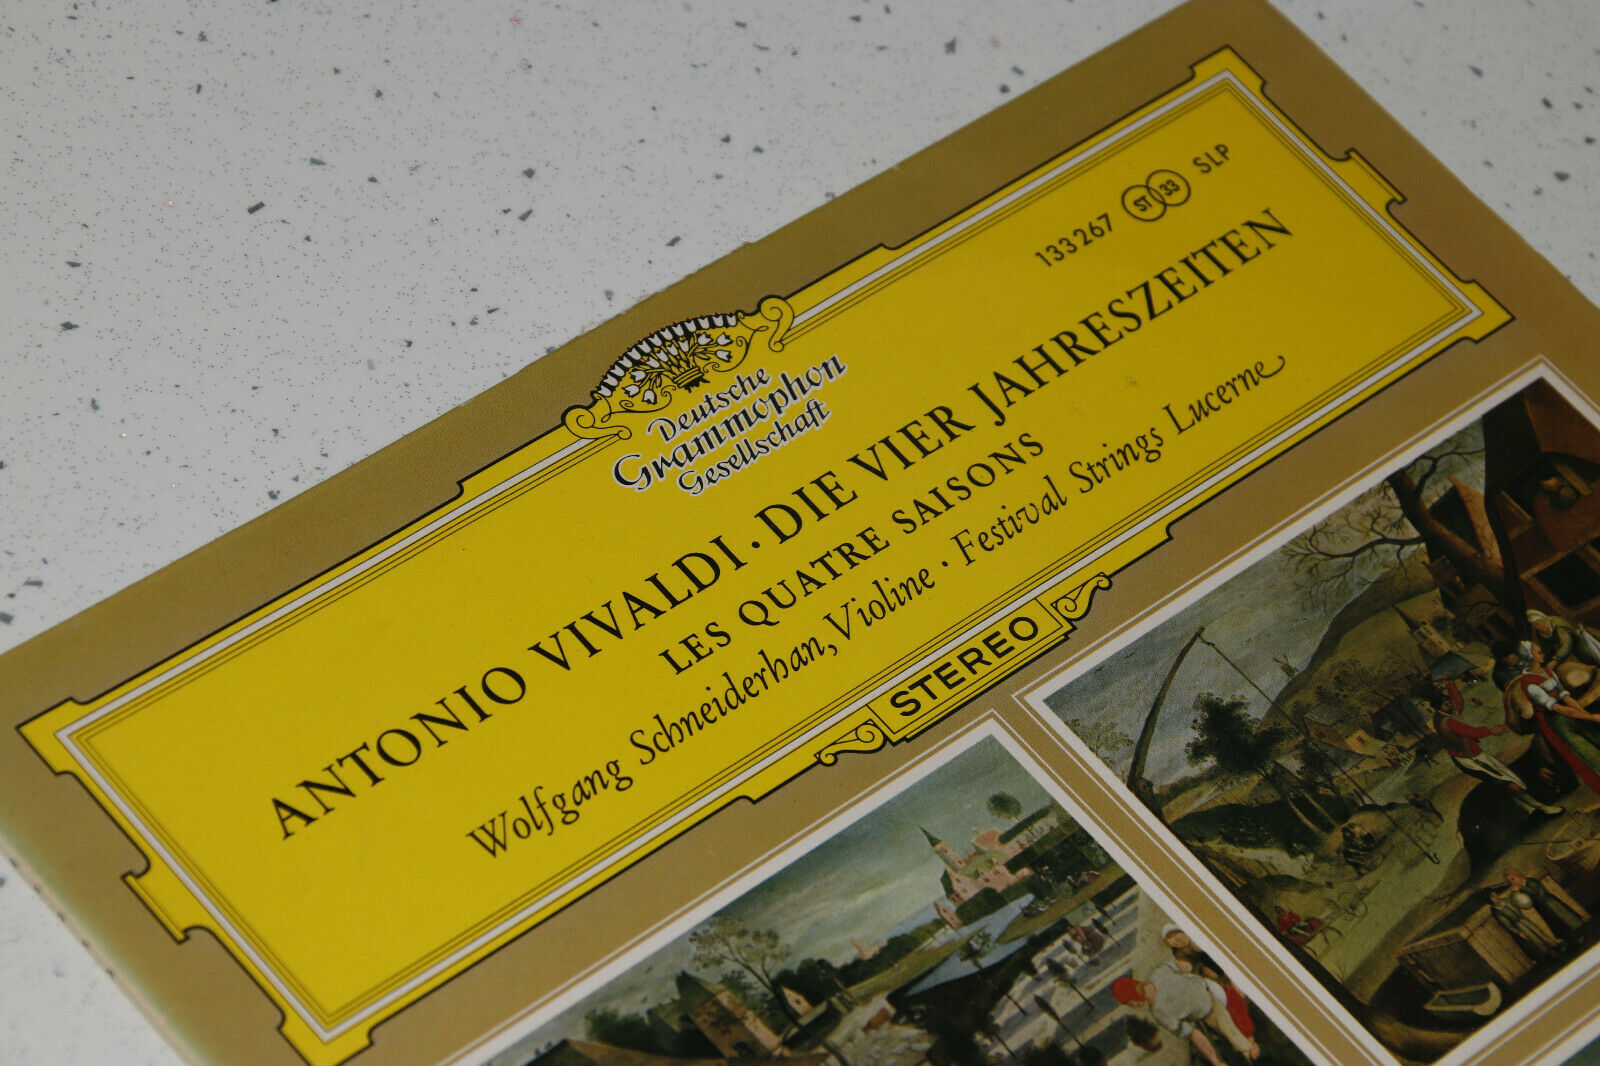 133267 ST 33 SLP
Deutsche
Grammophon
Gesellschaft
ANTONIO VIVALDI · DIE VIER JAHRESZEITEN
LES QUATRE SAISONS
Wolfgang Schneiderhan, Violine · Festival Strings Lucerne
STEREO